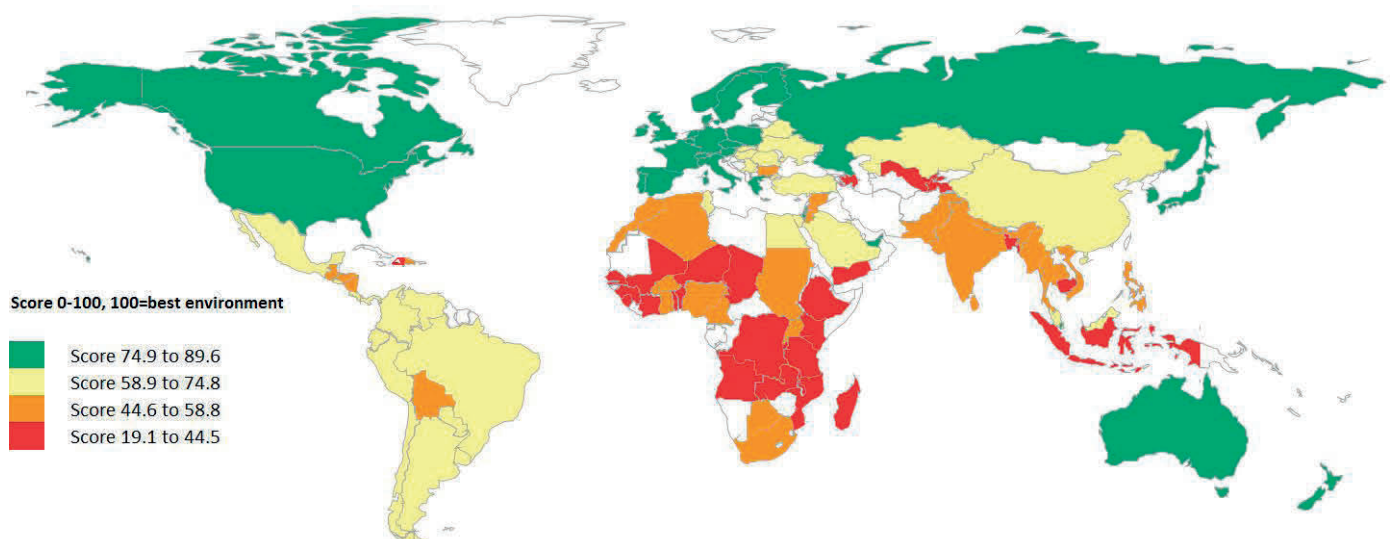 Score 0-100, 100=best environment
Score 74.9 to 89.6
Score 58.9 to 74.8
Score 44.6 to 58.8
Score 19.1 to 44.5